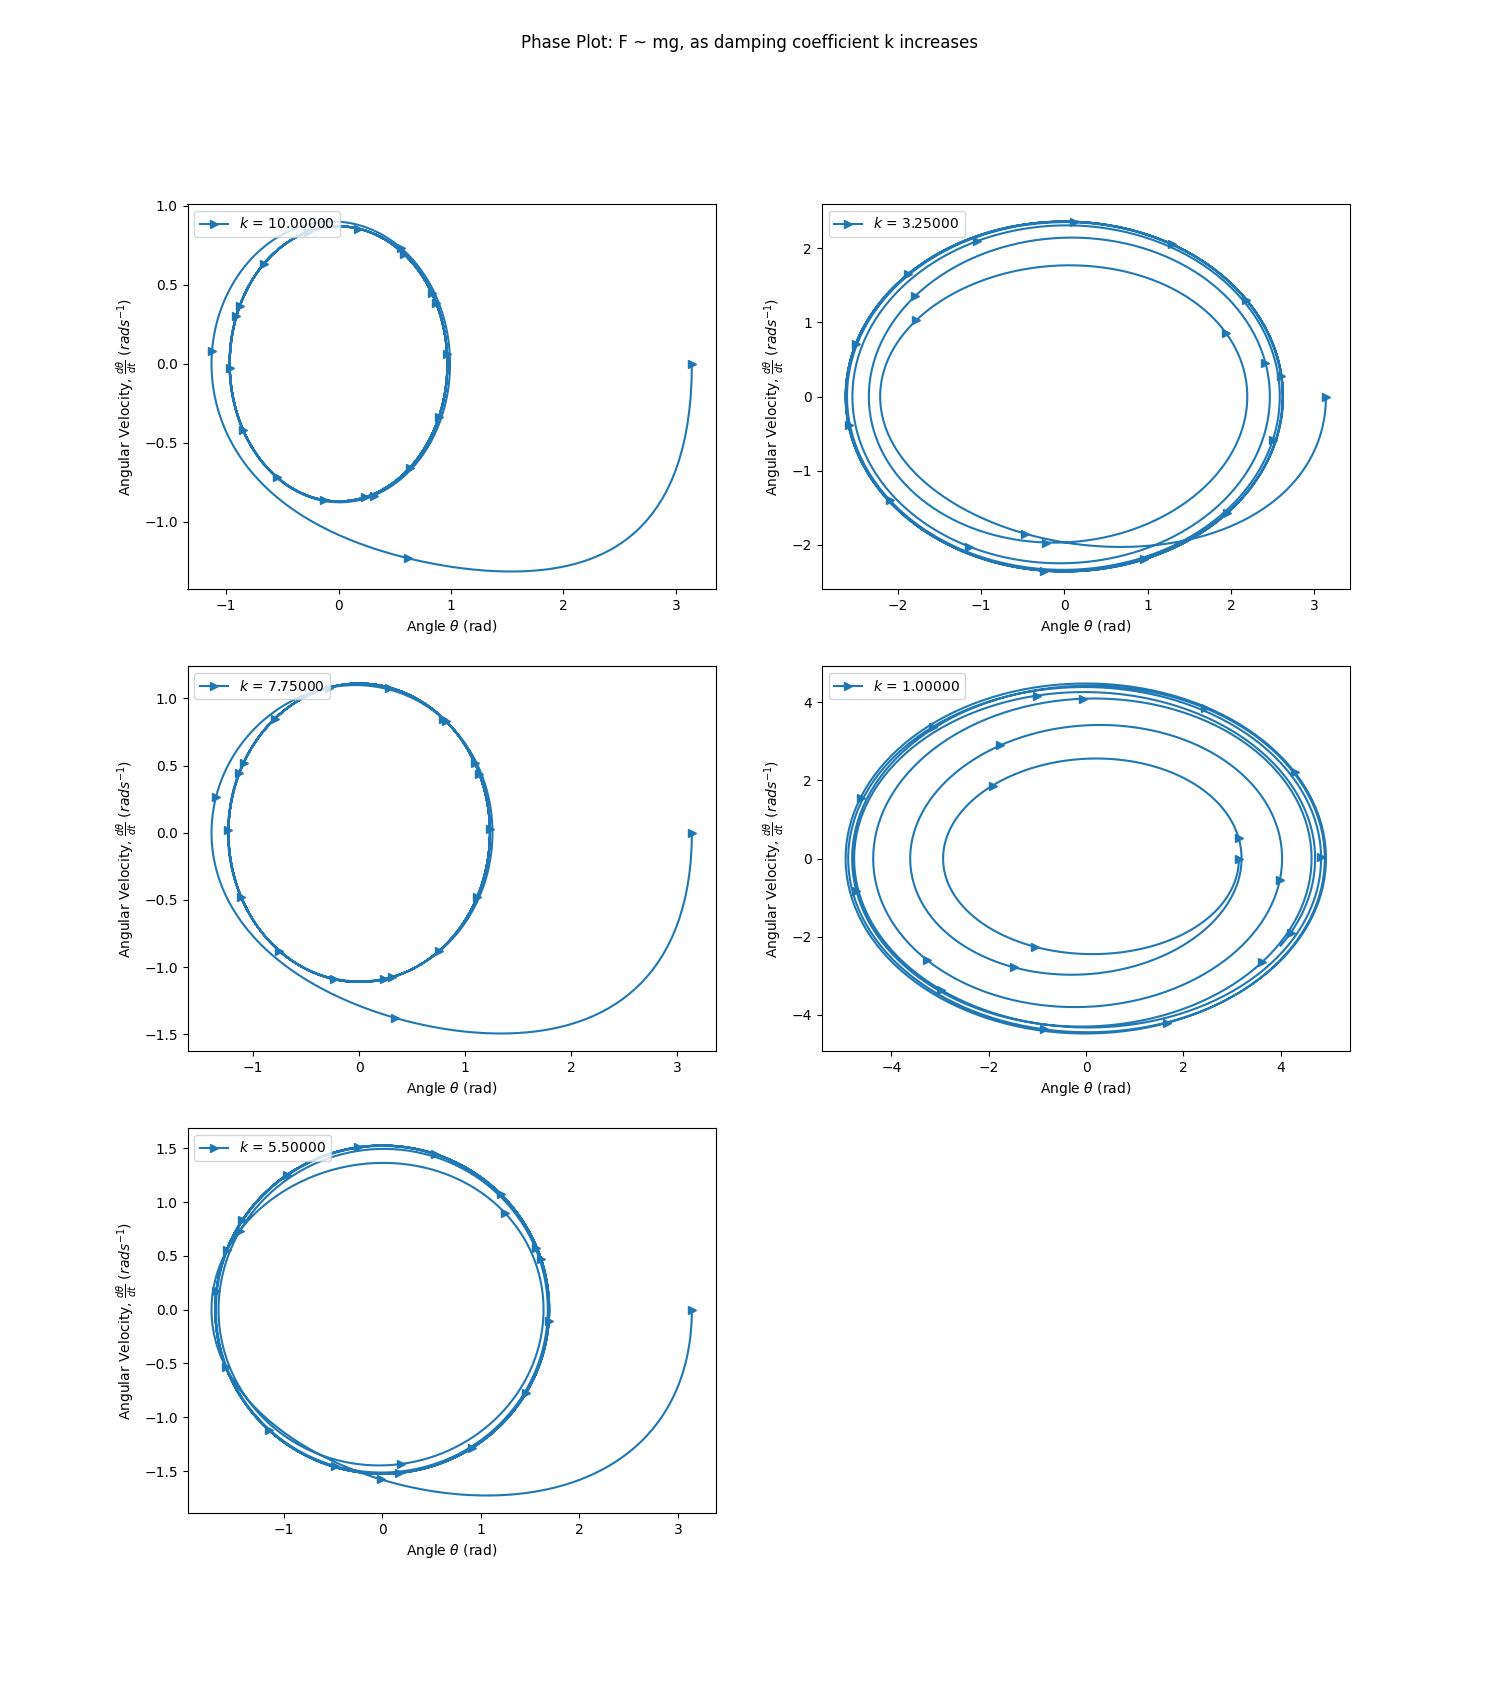 Phase Plot: F ~ mg, as damping coefficient k increases
k = 10.00000
1.0
0.5
0.0
−0.5
−1.0
Angular Velocity, dθ/dt (rads⁻¹)
−1 0 1 2 3
Angle θ (rad)
k = 3.25000
2
1
0
−1
−2
Angular Velocity, dθ/dt (rads⁻¹)
−2 −1 0 1 2 3
Angle θ (rad)
k = 7.75000
1.0
0.5
0.0
−0.5
−1.0
−1.5
Angular Velocity, dθ/dt (rads⁻¹)
−1 0 1 2 3
Angle θ (rad)
k = 1.00000
4
2
0
−2
−4
Angular Velocity, dθ/dt (rads⁻¹)
−4 −2 0 2 4
Angle θ (rad)
k = 5.50000
1.5
1.0
0.5
0.0
−0.5
−1.0
−1.5
Angular Velocity, dθ/dt (rads⁻¹)
−1 0 1 2 3
Angle θ (rad)